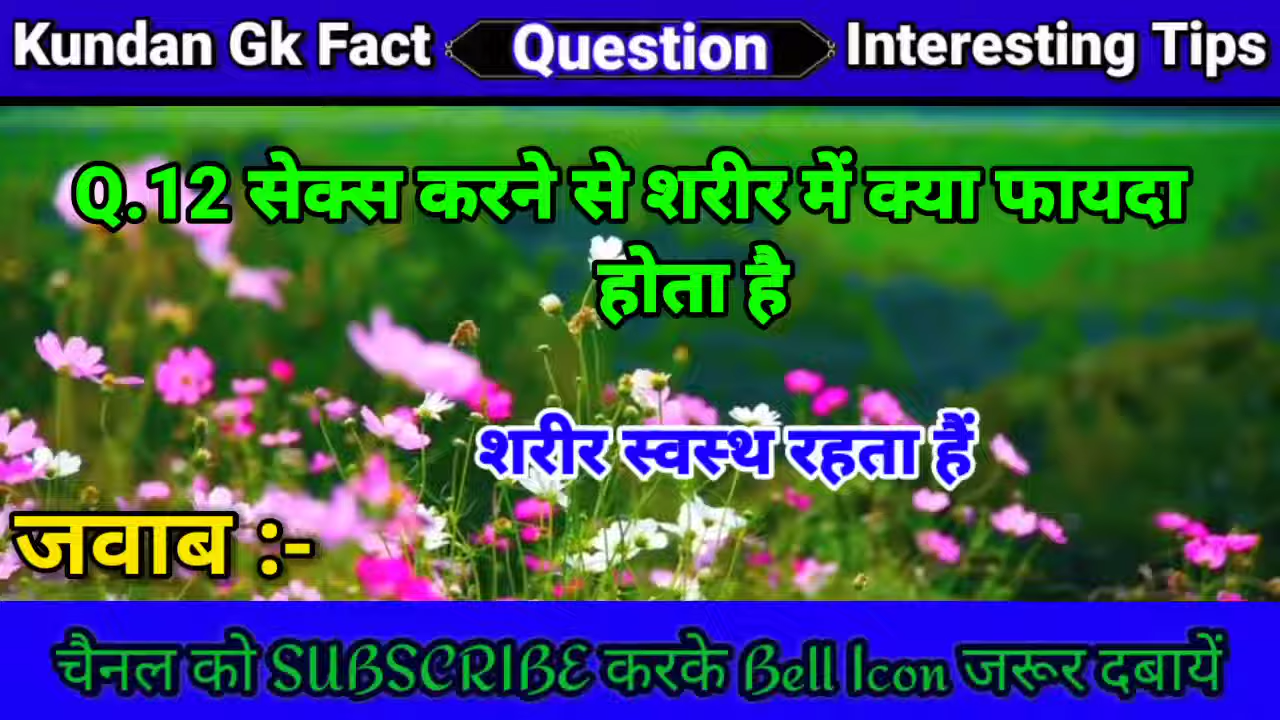 Kundan Gk Fact
Question
Interesting Tips
Q.12 सेक्स करने से शरीर में क्या फायदा
होता है
शरीर स्वस्थ रहता हैं
जवाब :-
चैनल को SUBSCRIBE करके Bell Icon जरूर दबायें